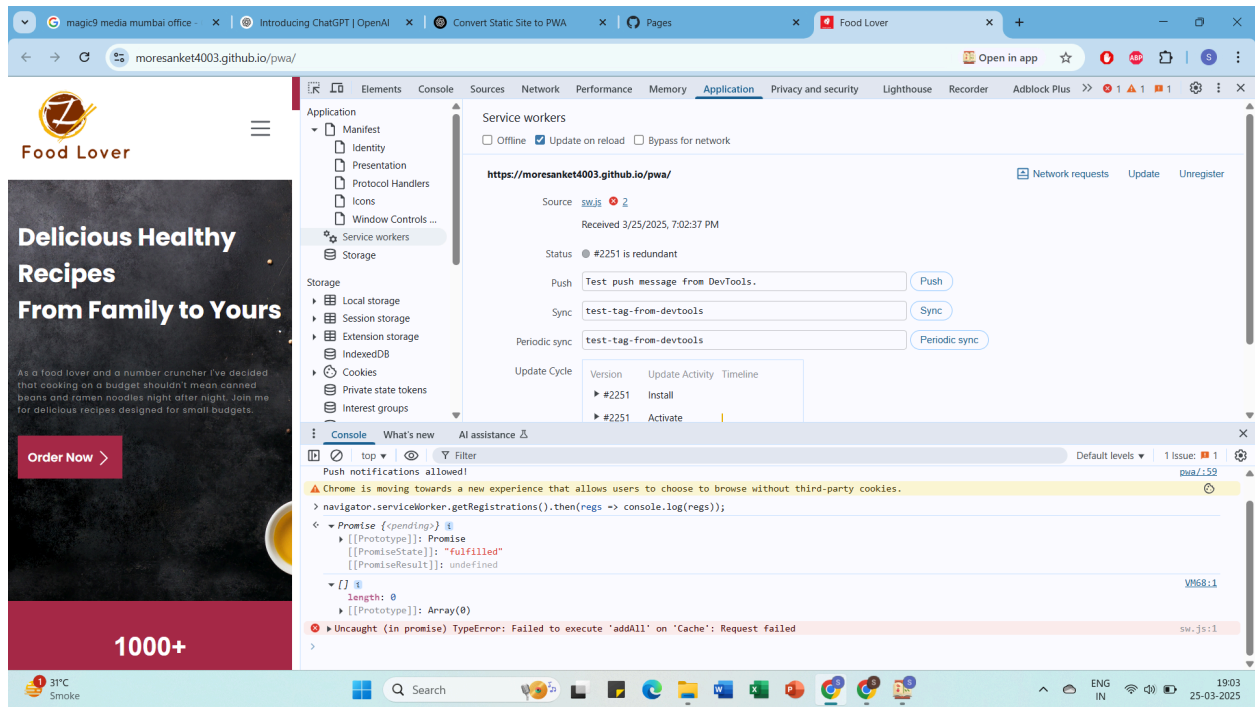 magic9 media mumbai office -
Introducing ChatGPT | OpenAI
Convert Static Site to PWA
Pages
Food Lover
moresanket4003.github.io/pwa/
Open in app
ABP
S
Food Lover
Delicious Healthy
Recipes
From Family to Yours
As a food lover and a number cruncher I've decided
that cooking on a budget shouldn't mean canned
beans and ramen noodles night after night. Join me
for delicious recipes designed for small budgets.
Order Now
1000+
Elements Console Sources Network Performance Memory Application Privacy and security Lighthouse Recorder Adblock Plus 1 1 1
Application
Manifest
Identity
Presentation
Protocol Handlers
Icons
Window Controls ...
Service workers
Storage
Storage
Local storage
Session storage
Extension storage
IndexedDB
Cookies
Private state tokens
Interest groups
Service workers
Offline Update on reload Bypass for network
https://moresanket4003.github.io/pwa/ Network requests Update Unregister
Source sw.js 2
Received 3/25/2025, 7:02:37 PM
Status #2251 is redundant
Push Test push message from DevTools. Push
Sync test-tag-from-devtools Sync
Periodic sync test-tag-from-devtools Periodic sync
Update Cycle Version Update Activity Timeline
#2251 Install
#2251 Activate
Console What's new AI assistance
top Filter Default levels 1 Issue: 1
Push notifications allowed! pwa/:59
Chrome is moving towards a new experience that allows users to choose to browse without third-party cookies.
> navigator.serviceWorker.getRegistrations().then(regs => console.log(regs));
Promise {<pending>} i
[[Prototype]]: Promise
[[PromiseState]]: "fulfilled"
[[PromiseResult]]: undefined
[] i VM68:1
length: 0
[[Prototype]]: Array(0)
Uncaught (in promise) TypeError: Failed to execute 'addAll' on 'Cache': Request failed sw.js:1
>
1
31°C
Smoke
Search
ENG
IN
19:03
25-03-2025